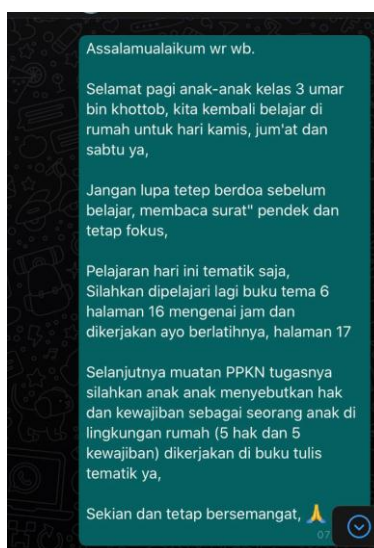 Assalamualaikum wr wb.
Selamat pagi anak-anak kelas 3 umar
bin khottob, kita kembali belajar di
rumah untuk hari kamis, jum'at dan
sabtu ya,
Jangan lupa tetep berdoa sebelum
belajar, membaca surat" pendek dan
tetap fokus,
Pelajaran hari ini tematik saja,
Silahkan dipelajari lagi buku tema 6
halaman 16 mengenai jam dan
dikerjakan ayo berlatihnya, halaman 17
Selanjutnya muatan PPKN tugasnya
silahkan anak anak menyebutkan hak
dan kewajiban sebagai seorang anak di
lingkungan rumah (5 hak dan 5
kewajiban) dikerjakan di buku tulis
tematik ya,
Sekian dan tetap bersemangat, 🙏
07